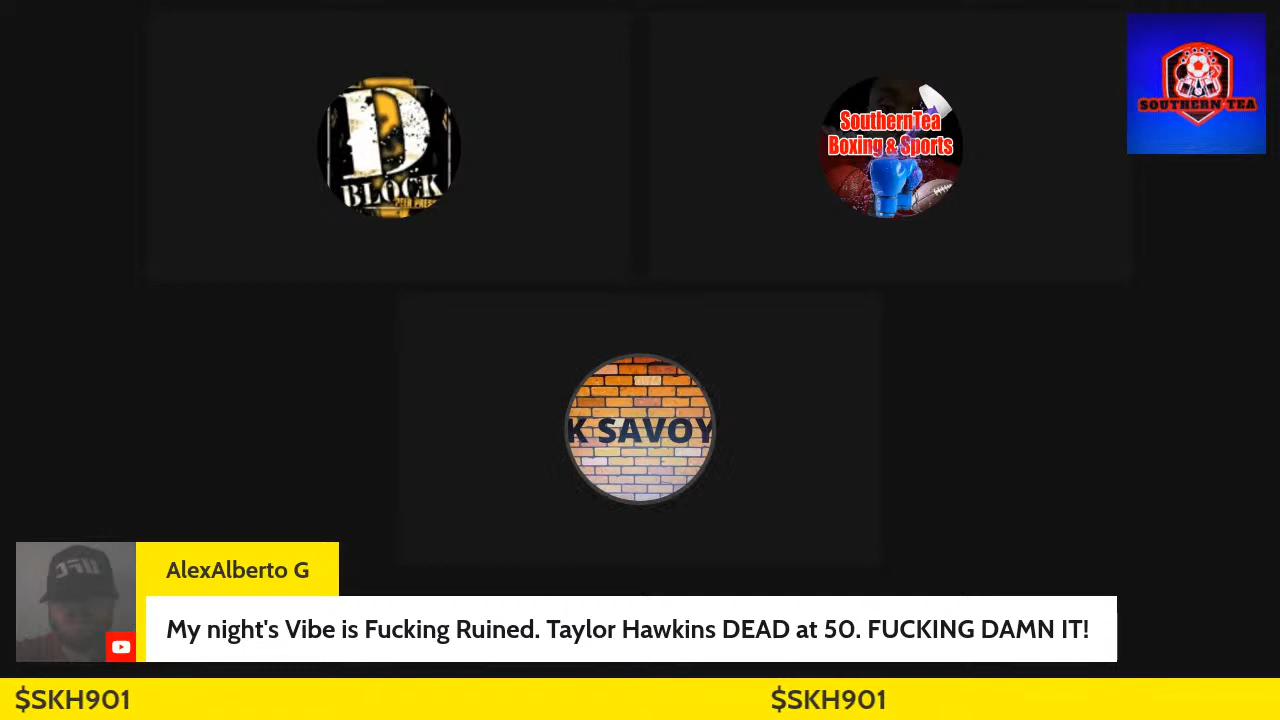 D
BLOCK
SouthernTea
Boxing & Sports
SOUTHERN TEA
K SAVOY
AlexAlberto G
My night's Vibe is Fucking Ruined. Taylor Hawkins DEAD at 50. FUCKING DAMN IT!
$SKH901
$SKH901